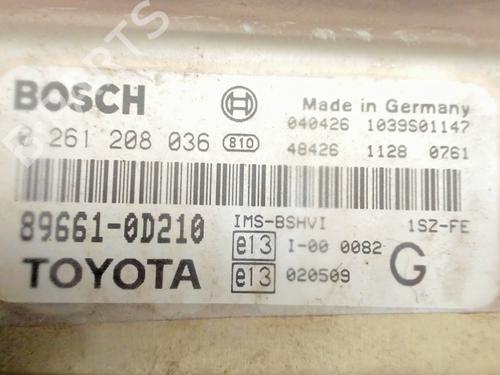 BOSCH
Made in Germany
040426 1039S01147
0 261 208 036 810
48426 1128 0761
89661-0D210
IMS-BSHVI 1SZ-FE
e13 I-00 0082
TOYOTA
e13 020509
G
PARTS